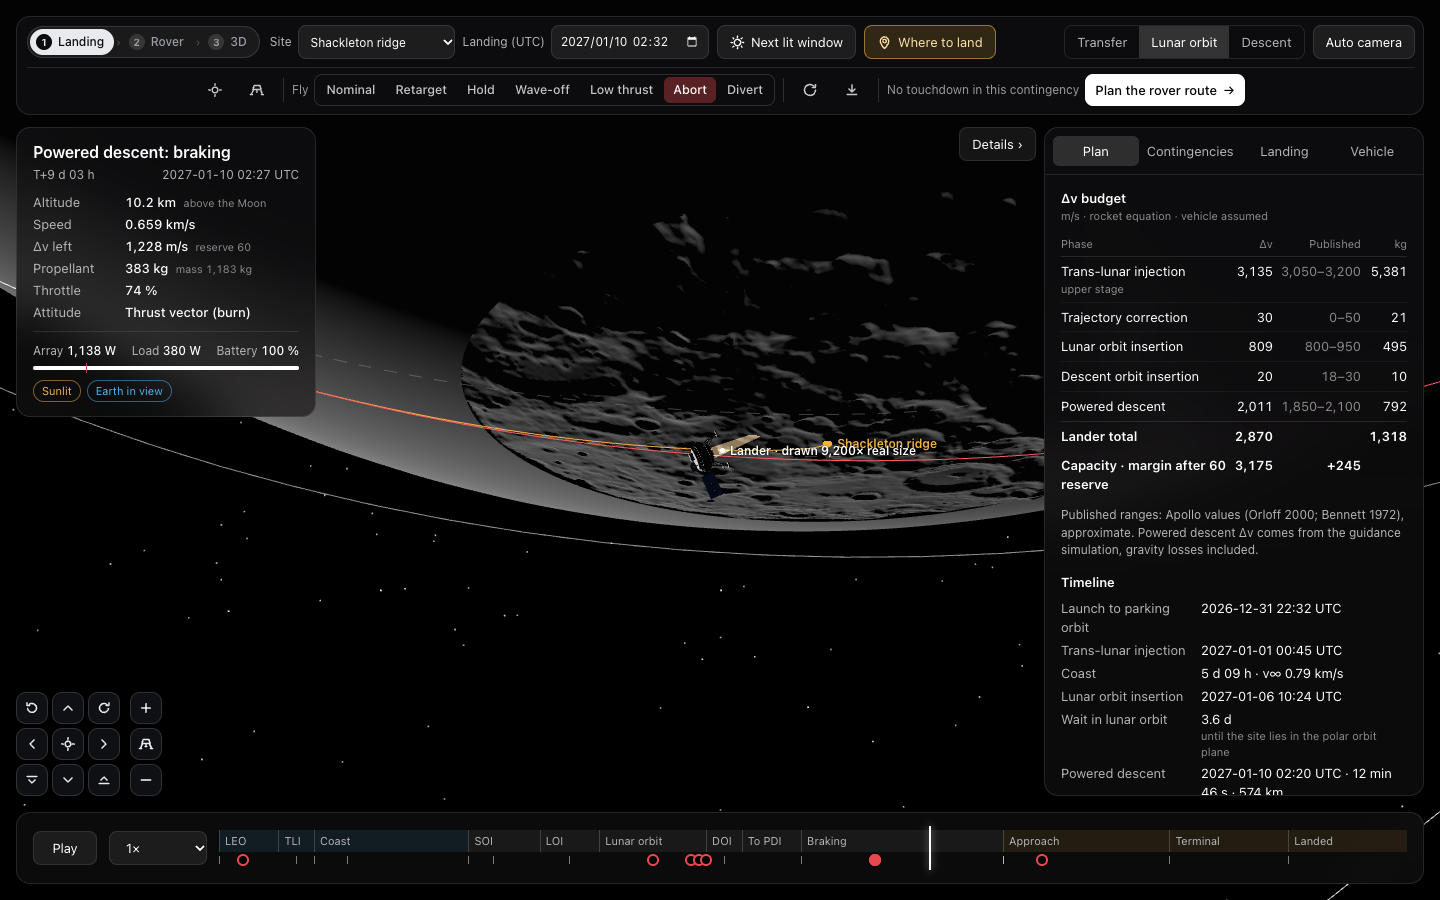 1 Landing › 2 Rover › 3 3D Site Shackleton ridge Landing (UTC) 2027/01/10 02:32 Next lit window Where to land Transfer Lunar orbit Descent Auto camera
Fly Nominal Retarget Hold Wave-off Low thrust Abort Divert No touchdown in this contingency Plan the rover route →
Powered descent: braking
T+9 d 03 h 2027-01-10 02:27 UTC
Altitude 10.2 km above the Moon
Speed 0.659 km/s
Δv left 1,228 m/s reserve 60
Propellant 383 kg mass 1,183 kg
Throttle 74 %
Attitude Thrust vector (burn)
Array 1,138 W Load 380 W Battery 100 %
Sunlit Earth in view
Details ›
Shackleton ridge
Lander · drawn 9,200× real size
Plan Contingencies Landing Vehicle
Δv budget
m/s · rocket equation · vehicle assumed
Phase Δv Published kg
Trans-lunar injection 3,135 3,050–3,200 5,381
upper stage
Trajectory correction 30 0–50 21
Lunar orbit insertion 809 800–950 495
Descent orbit insertion 20 18–30 10
Powered descent 2,011 1,850–2,100 792
Lander total 2,870 1,318
Capacity · margin after 60 3,175 +245
reserve
Published ranges: Apollo values (Orloff 2000; Bennett 1972),
approximate. Powered descent Δv comes from the guidance
simulation, gravity losses included.
Timeline
Launch to parking 2026-12-31 22:32 UTC
orbit
Trans-lunar injection 2027-01-01 00:45 UTC
Coast 5 d 09 h · v∞ 0.79 km/s
Lunar orbit insertion 2027-01-06 10:24 UTC
Wait in lunar orbit 3.6 d
until the site lies in the polar orbit
plane
Powered descent 2027-01-10 02:20 UTC · 12 min
46 s · 574 km
Play 1× LEO TLI Coast SOI LOI Lunar orbit DOI To PDI Braking Approach Terminal Landed